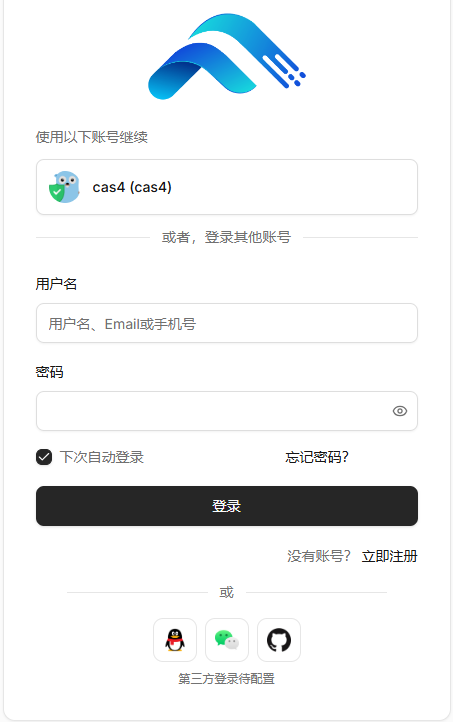 使用以下账号继续
cas4 (cas4)
或者，登录其他账号
用户名
用户名、Email或手机号
密码
下次自动登录 忘记密码?
登录
没有账号? 立即注册
或
第三方登录待配置